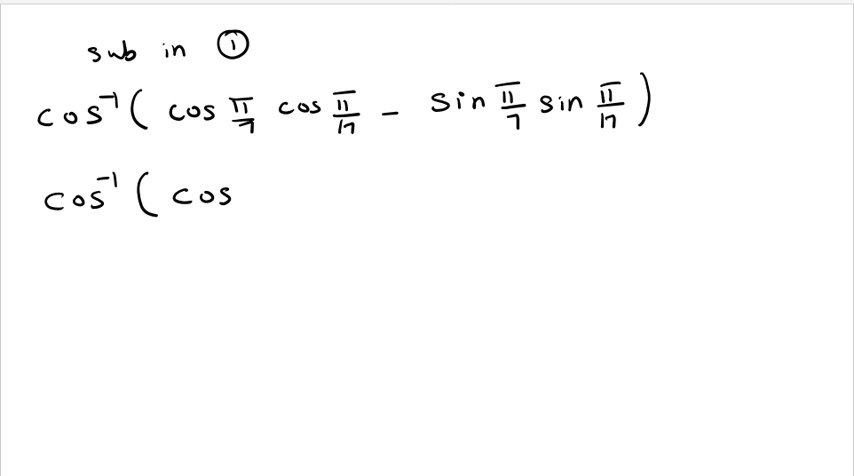 sub in ①
cos⁻¹( cos π/7 cos π/17 - sin π/7 sin π/17 )
cos⁻¹ ( cos